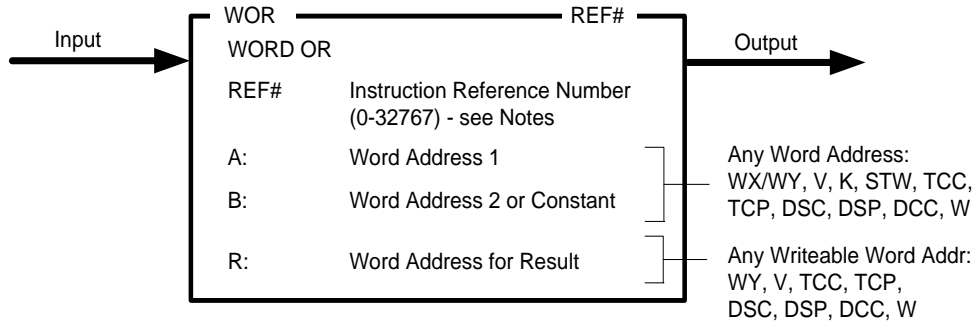 WOR REF#
Input
WORD OR
Output
REF# Instruction Reference Number
(0-32767) - see Notes
A: Word Address 1
B: Word Address 2 or Constant
Any Word Address:
WX/WY, V, K, STW, TCC,
TCP, DSC, DSP, DCC, W
R: Word Address for Result
Any Writeable Word Addr:
WY, V, TCC, TCP,
DSC, DSP, DCC, W